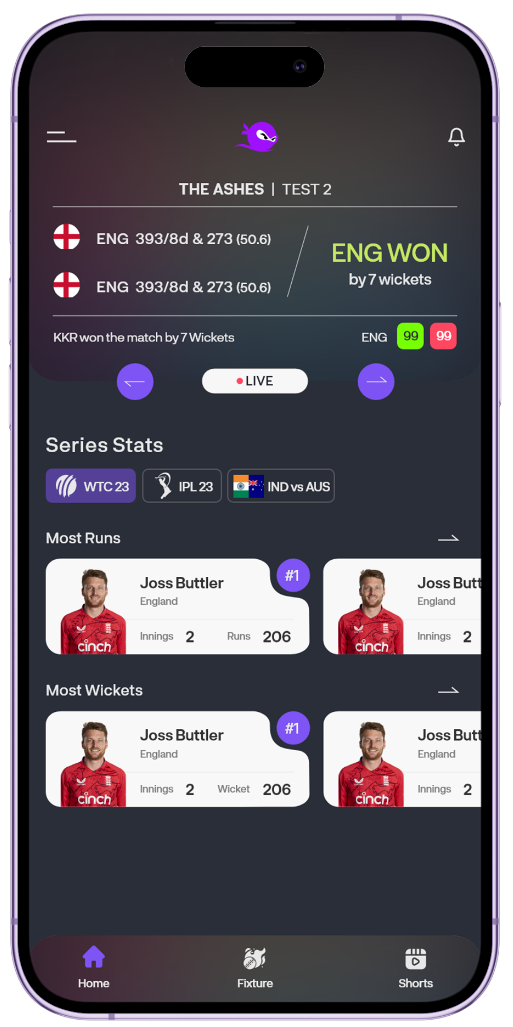 THE ASHES | TEST 2
ENG 393/8d & 273 (50.6)
ENG 393/8d & 273 (50.6)
ENG WON
by 7 wickets
KKR won the match by 7 Wickets
ENG 99 99
LIVE
Series Stats
WTC 23
IPL 23
IND vs AUS
Most Runs
Joss Buttler
England
Innings 2 Runs 206
#1
cinch
Joss Butt
England
Innings 2
cinch
Most Wickets
Joss Buttler
England
Innings 2 Wicket 206
#1
cinch
Joss Butt
England
Innings 2
cinch
Home
Fixture
Shorts